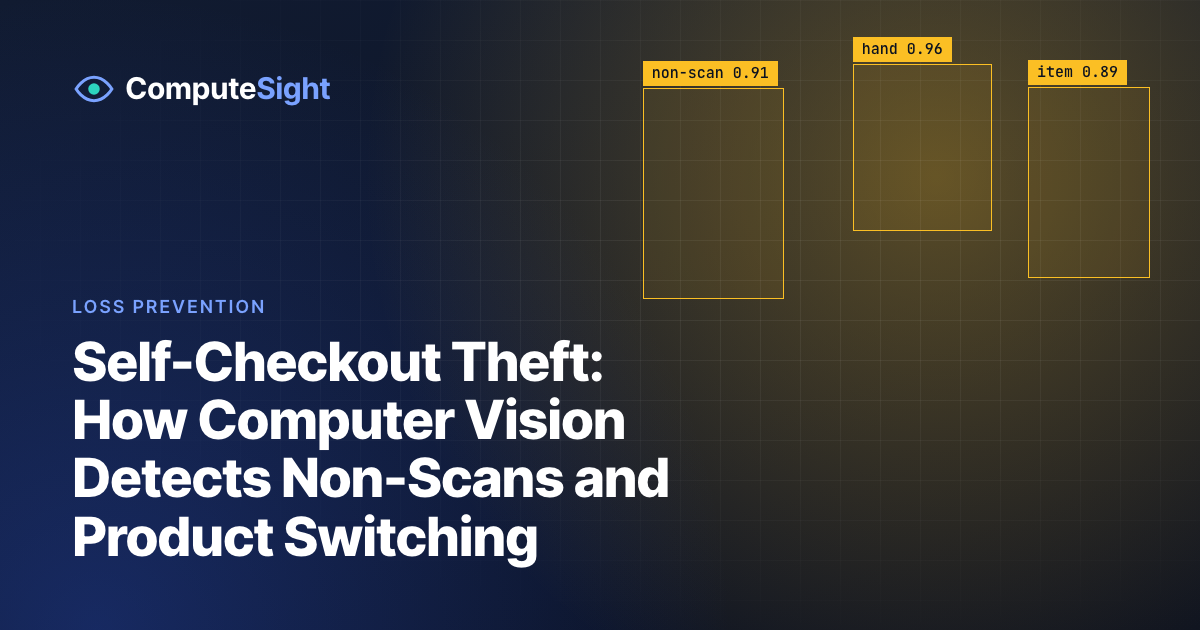 ComputeSight
non-scan 0.91
hand 0.96
item 0.89
LOSS PREVENTION
Self-Checkout Theft:
How Computer Vision
Detects Non-Scans and
Product Switching